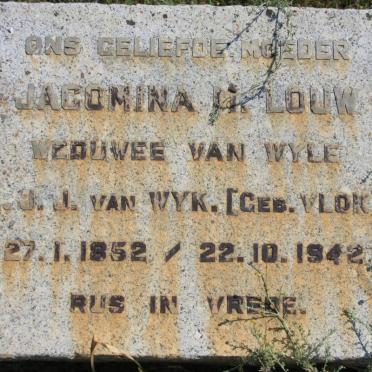 ONS GELIEFDE MOEDER
JACOMINA M. LOUW
WEDUWEE VAN WYLE
J. J. VAN WYK. [GEB. VLOK
27. 1. 1852 / 22. 10. 1942.
RUS IN VREDE.